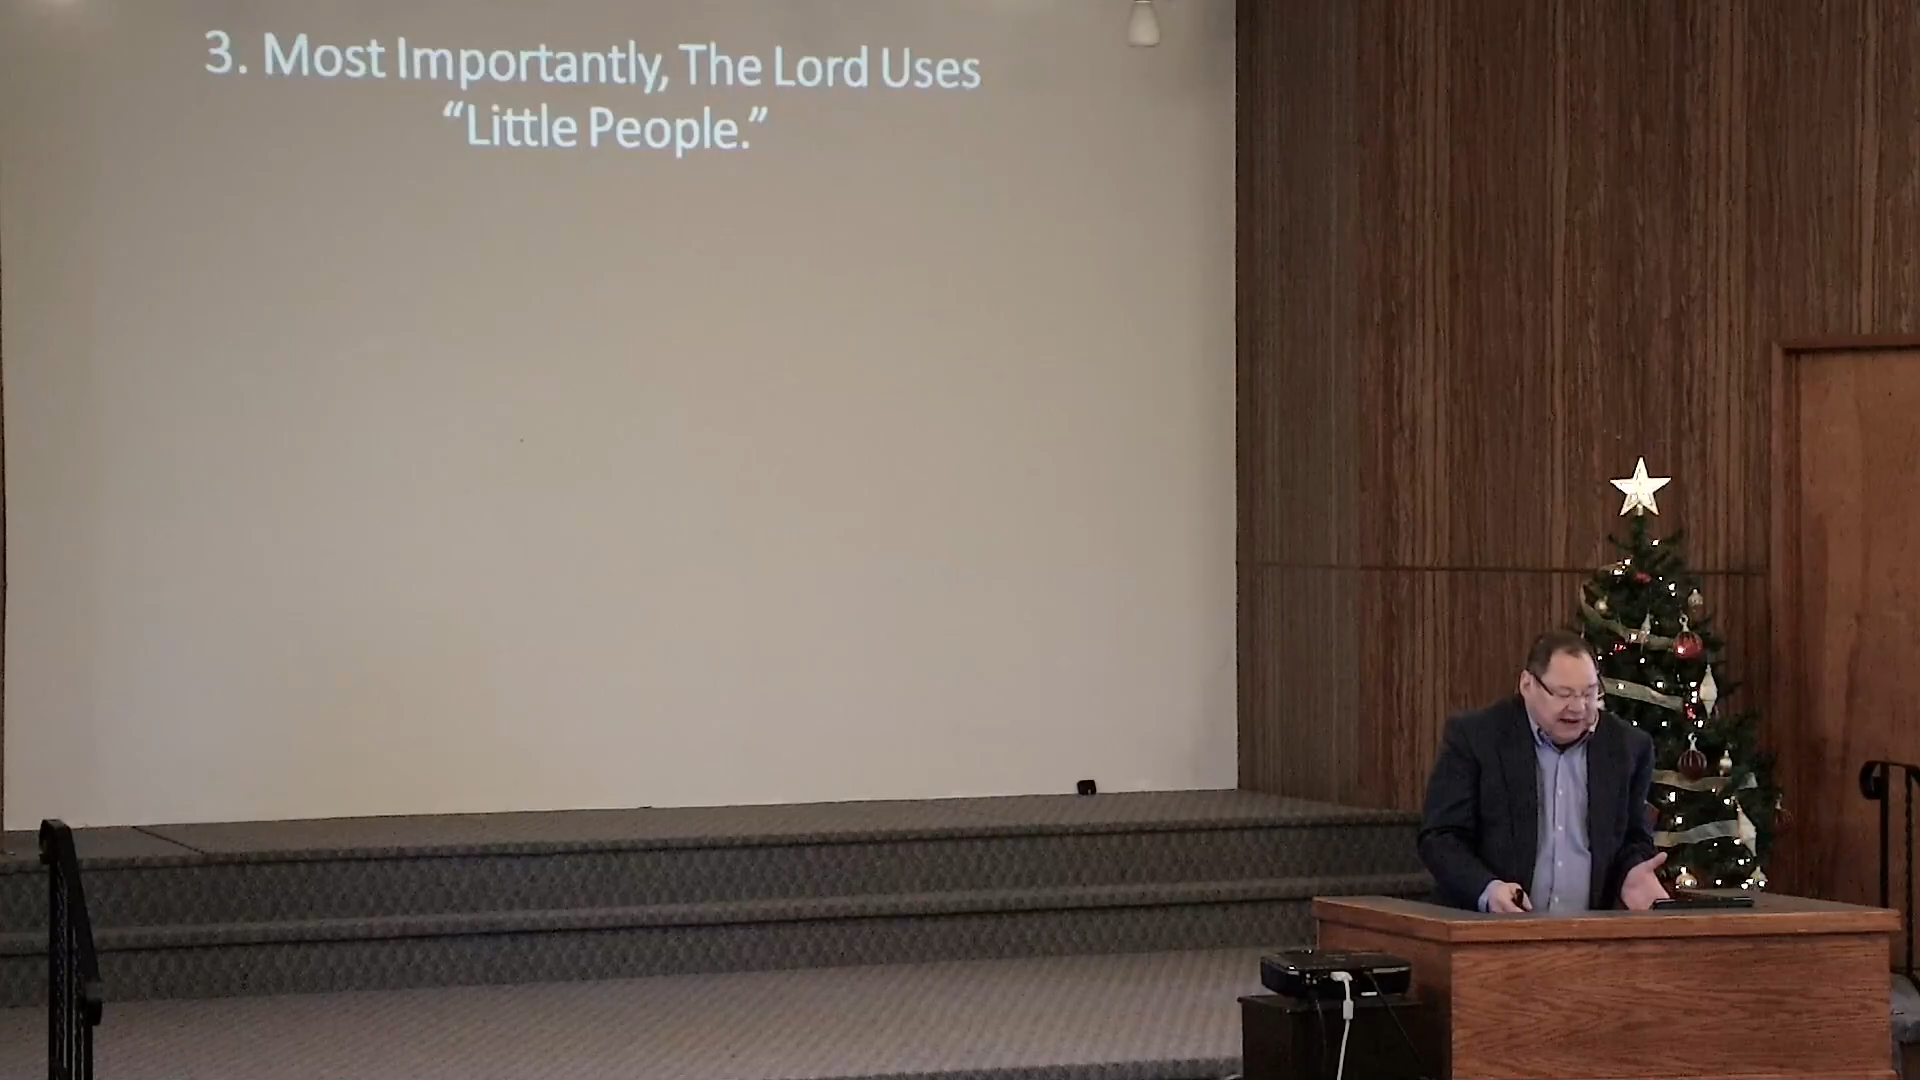 3. Most Importantly, The Lord Uses
“Little People.”